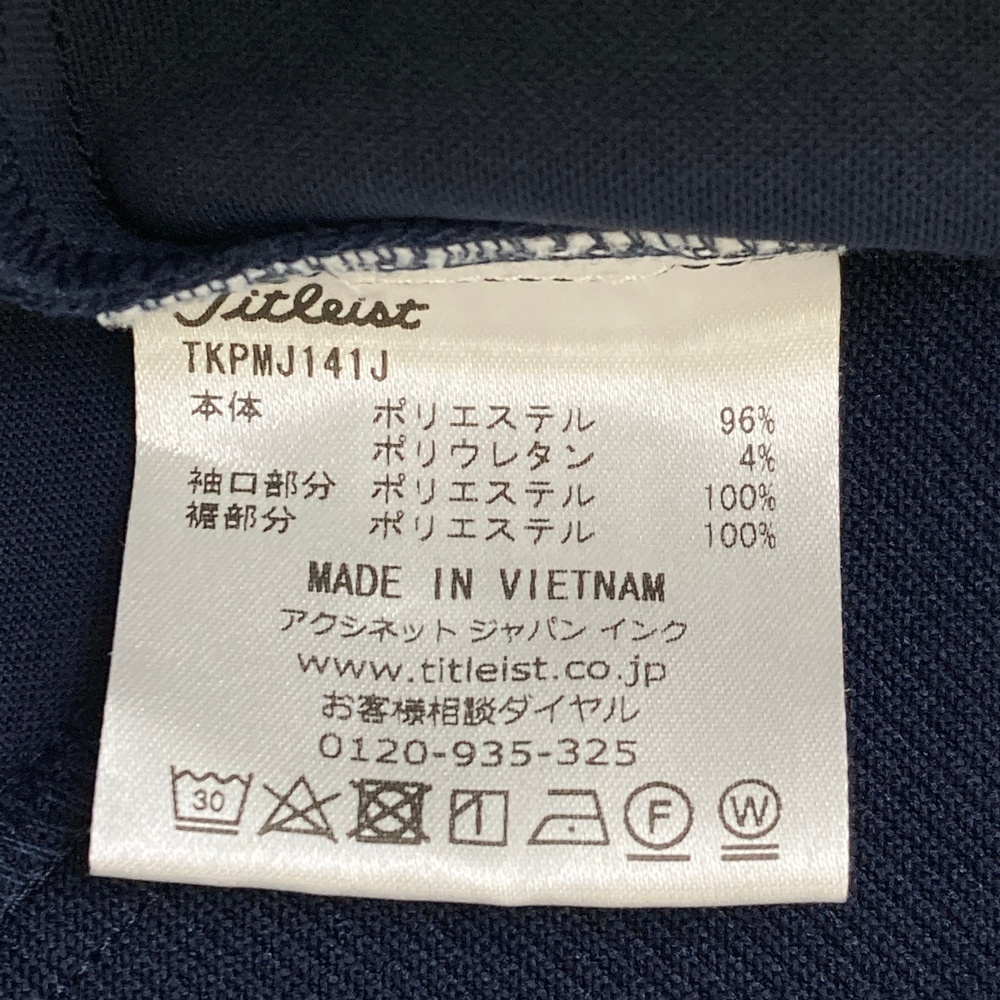 Titleist
TKPMJ141J
本体 ポリエステル 96%
ポリウレタン 4%
袖口部分 ポリエステル 100%
裾部分 ポリエステル 100%
MADE IN VIETNAM
アクシネット ジャパン インク
www.titleist.co.jp
お客様相談ダイヤル
0120-935-325
30 F W